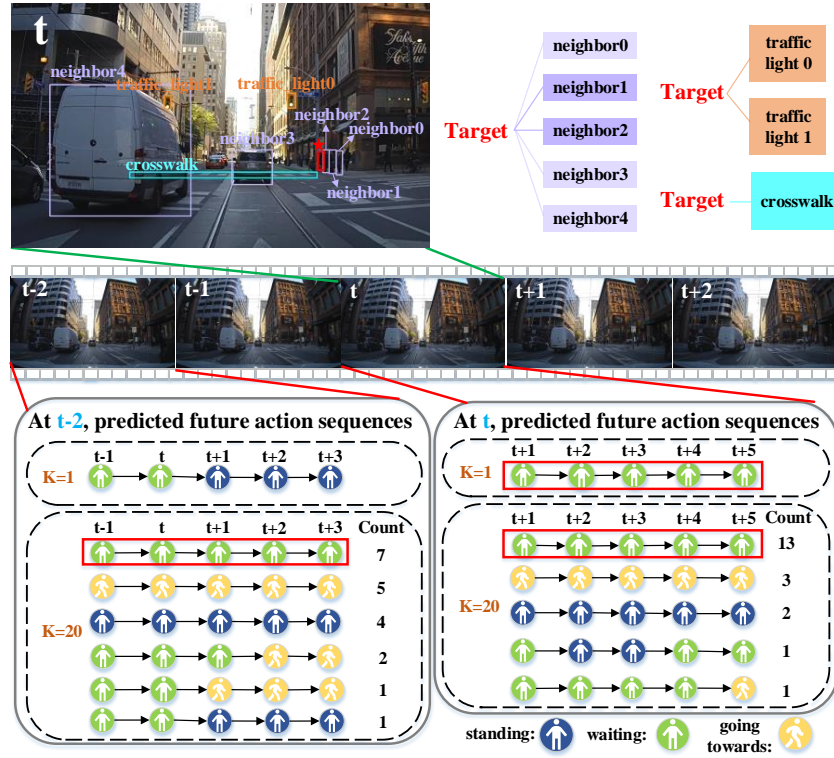 t
Saks
Fifth
Avenue
neighbor4
traffic_light1
traffic_light0
neighbor2
neighbor0
neighbor3
crosswalk
neighbor1
Target
neighbor0
neighbor1
neighbor2
neighbor3
neighbor4
Target
traffic
light 0
traffic
light 1
Target
crosswalk
t-2 t-1 t t+1 t+2
At t-2, predicted future action sequences
t-1 t t+1 t+2 t+3
K=1
t-1 t t+1 t+2 t+3 Count
7
5
4
K=20
2
1
1
At t, predicted future action sequences
t+1 t+2 t+3 t+4 t+5
K=1
t+1 t+2 t+3 t+4 t+5 Count
13
3
K=20
2
1
1
standing: waiting: going
towards: